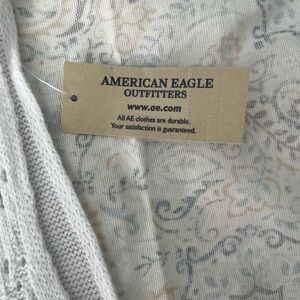 AMERICAN EAGLE
OUTFITTERS
www.ae.com
All AE clothes are durable.
Your satisfaction is guaranteed.